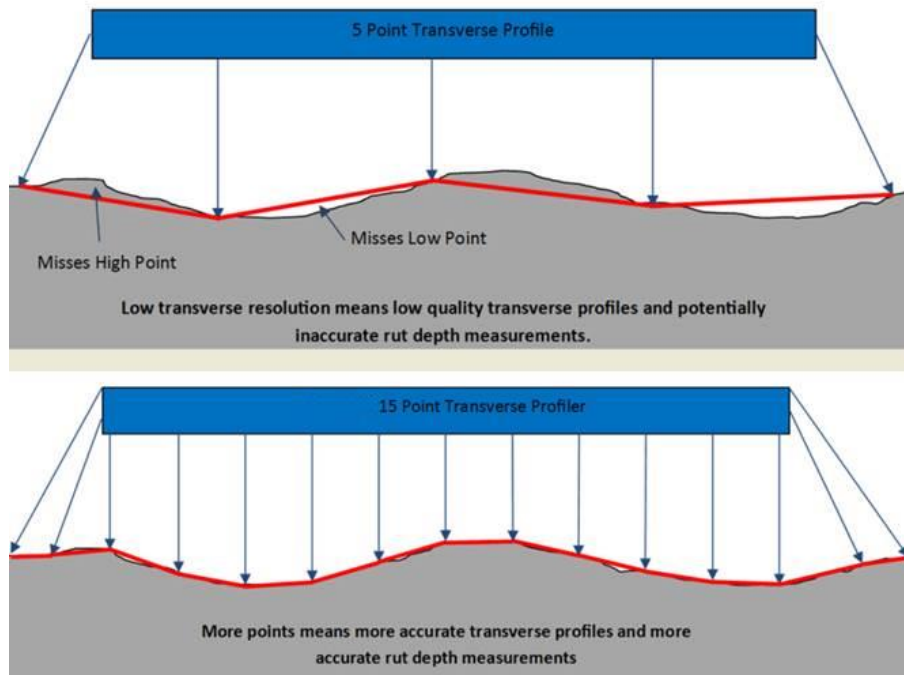 5 Point Transverse Profile
Misses High Point
Misses Low Point
Low transverse resolution means low quality transverse profiles and potentially
inaccurate rut depth measurements.
15 Point Transverse Profiler
More points means more accurate transverse profiles and more
accurate rut depth measurements